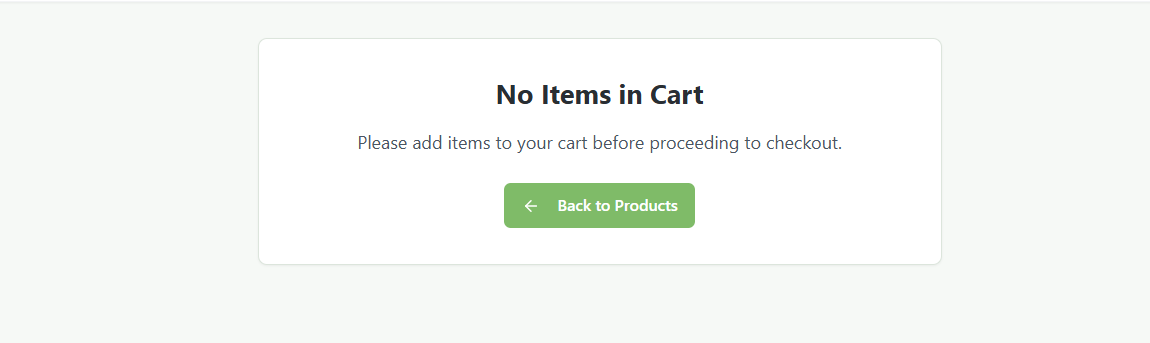 No Items in Cart
Please add items to your cart before proceeding to checkout.
Back to Products